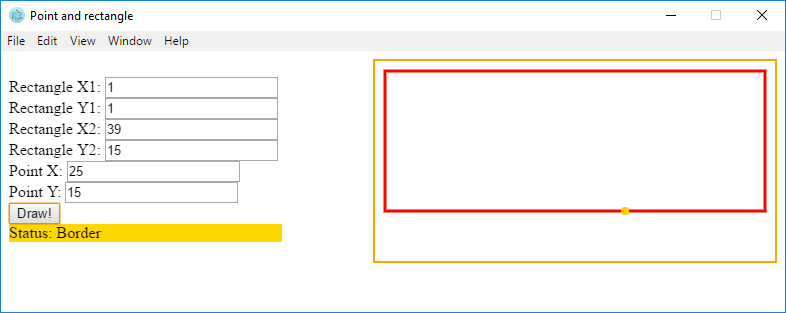 Point and rectangle
File Edit View Window Help
Rectangle X1: 1
Rectangle Y1: 1
Rectangle X2: 39
Rectangle Y2: 15
Point X: 25
Point Y: 15
Draw!
Status: Border